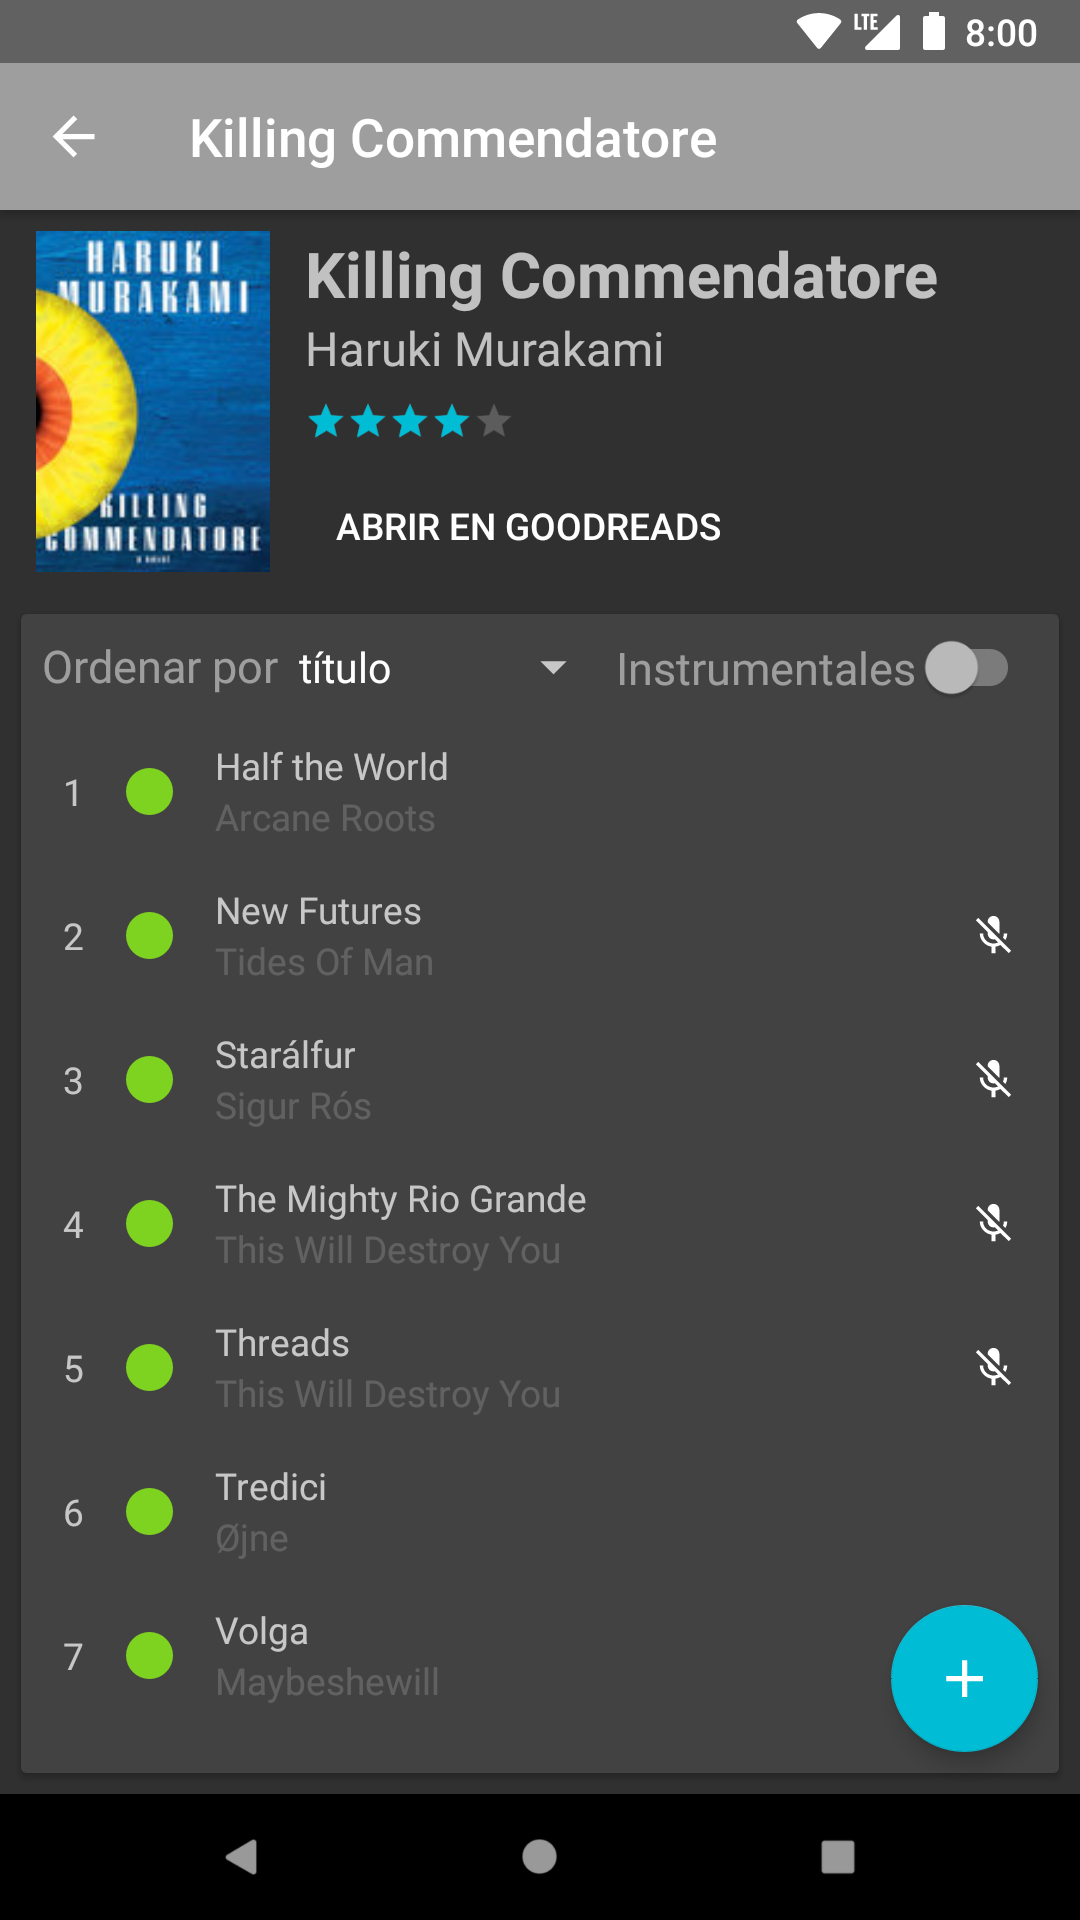 LTE 8:00
Killing Commendatore
HARUKI
MURAKAMI
KILLING
COMMENDATORE
Killing Commendatore
Haruki Murakami
ABRIR EN GOODREADS
Ordenar por título Instrumentales
1 Half the World
Arcane Roots
2 New Futures
Tides Of Man
3 Starálfur
Sigur Rós
4 The Mighty Rio Grande
This Will Destroy You
5 Threads
This Will Destroy You
6 Tredici
Øjne
7 Volga
Maybeshewill